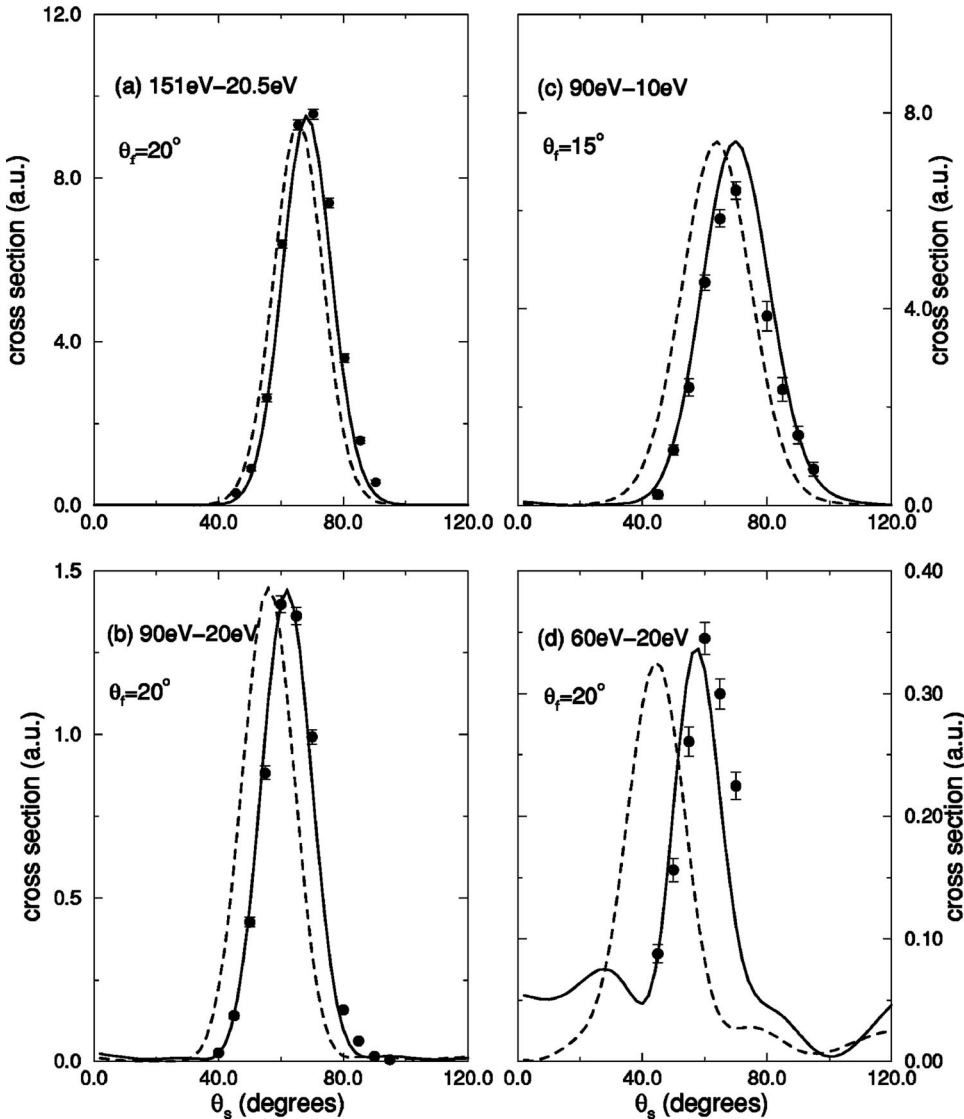 12.0
8.0
4.0
0.0
cross section (a.u.)
(a) 151eV−20.5eV
θf=20°
0.0 40.0 80.0 120.0
(c) 90eV−10eV
θf=15°
8.0
4.0
0.0
cross section (a.u.)
0.0 40.0 80.0 120.0
1.5
1.0
0.5
0.0
cross section (a.u.)
(b) 90eV−20eV
θf=20°
0.0 40.0 80.0 120.0
θs (degrees)
(d) 60eV−20eV
θf=20°
0.40
0.30
0.20
0.10
0.00
cross section (a.u.)
0.0 40.0 80.0 120.0
θs (degrees)